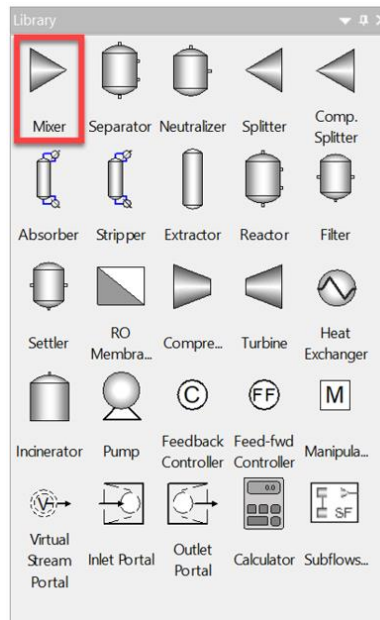 Library
Mixer
Separator
Neutralizer
Splitter
Comp.
Splitter
Absorber
Stripper
Extractor
Reactor
Filter
Settler
RO
Membra...
Compre...
Turbine
Heat
Exchanger
Incinerator
Pump
C
Feedback
Controller
FF
Feed-fwd
Controller
M
Manipula...
V
Virtual
Stream
Portal
Inlet Portal
Outlet
Portal
0.0
Calculator
SF
Subflows...